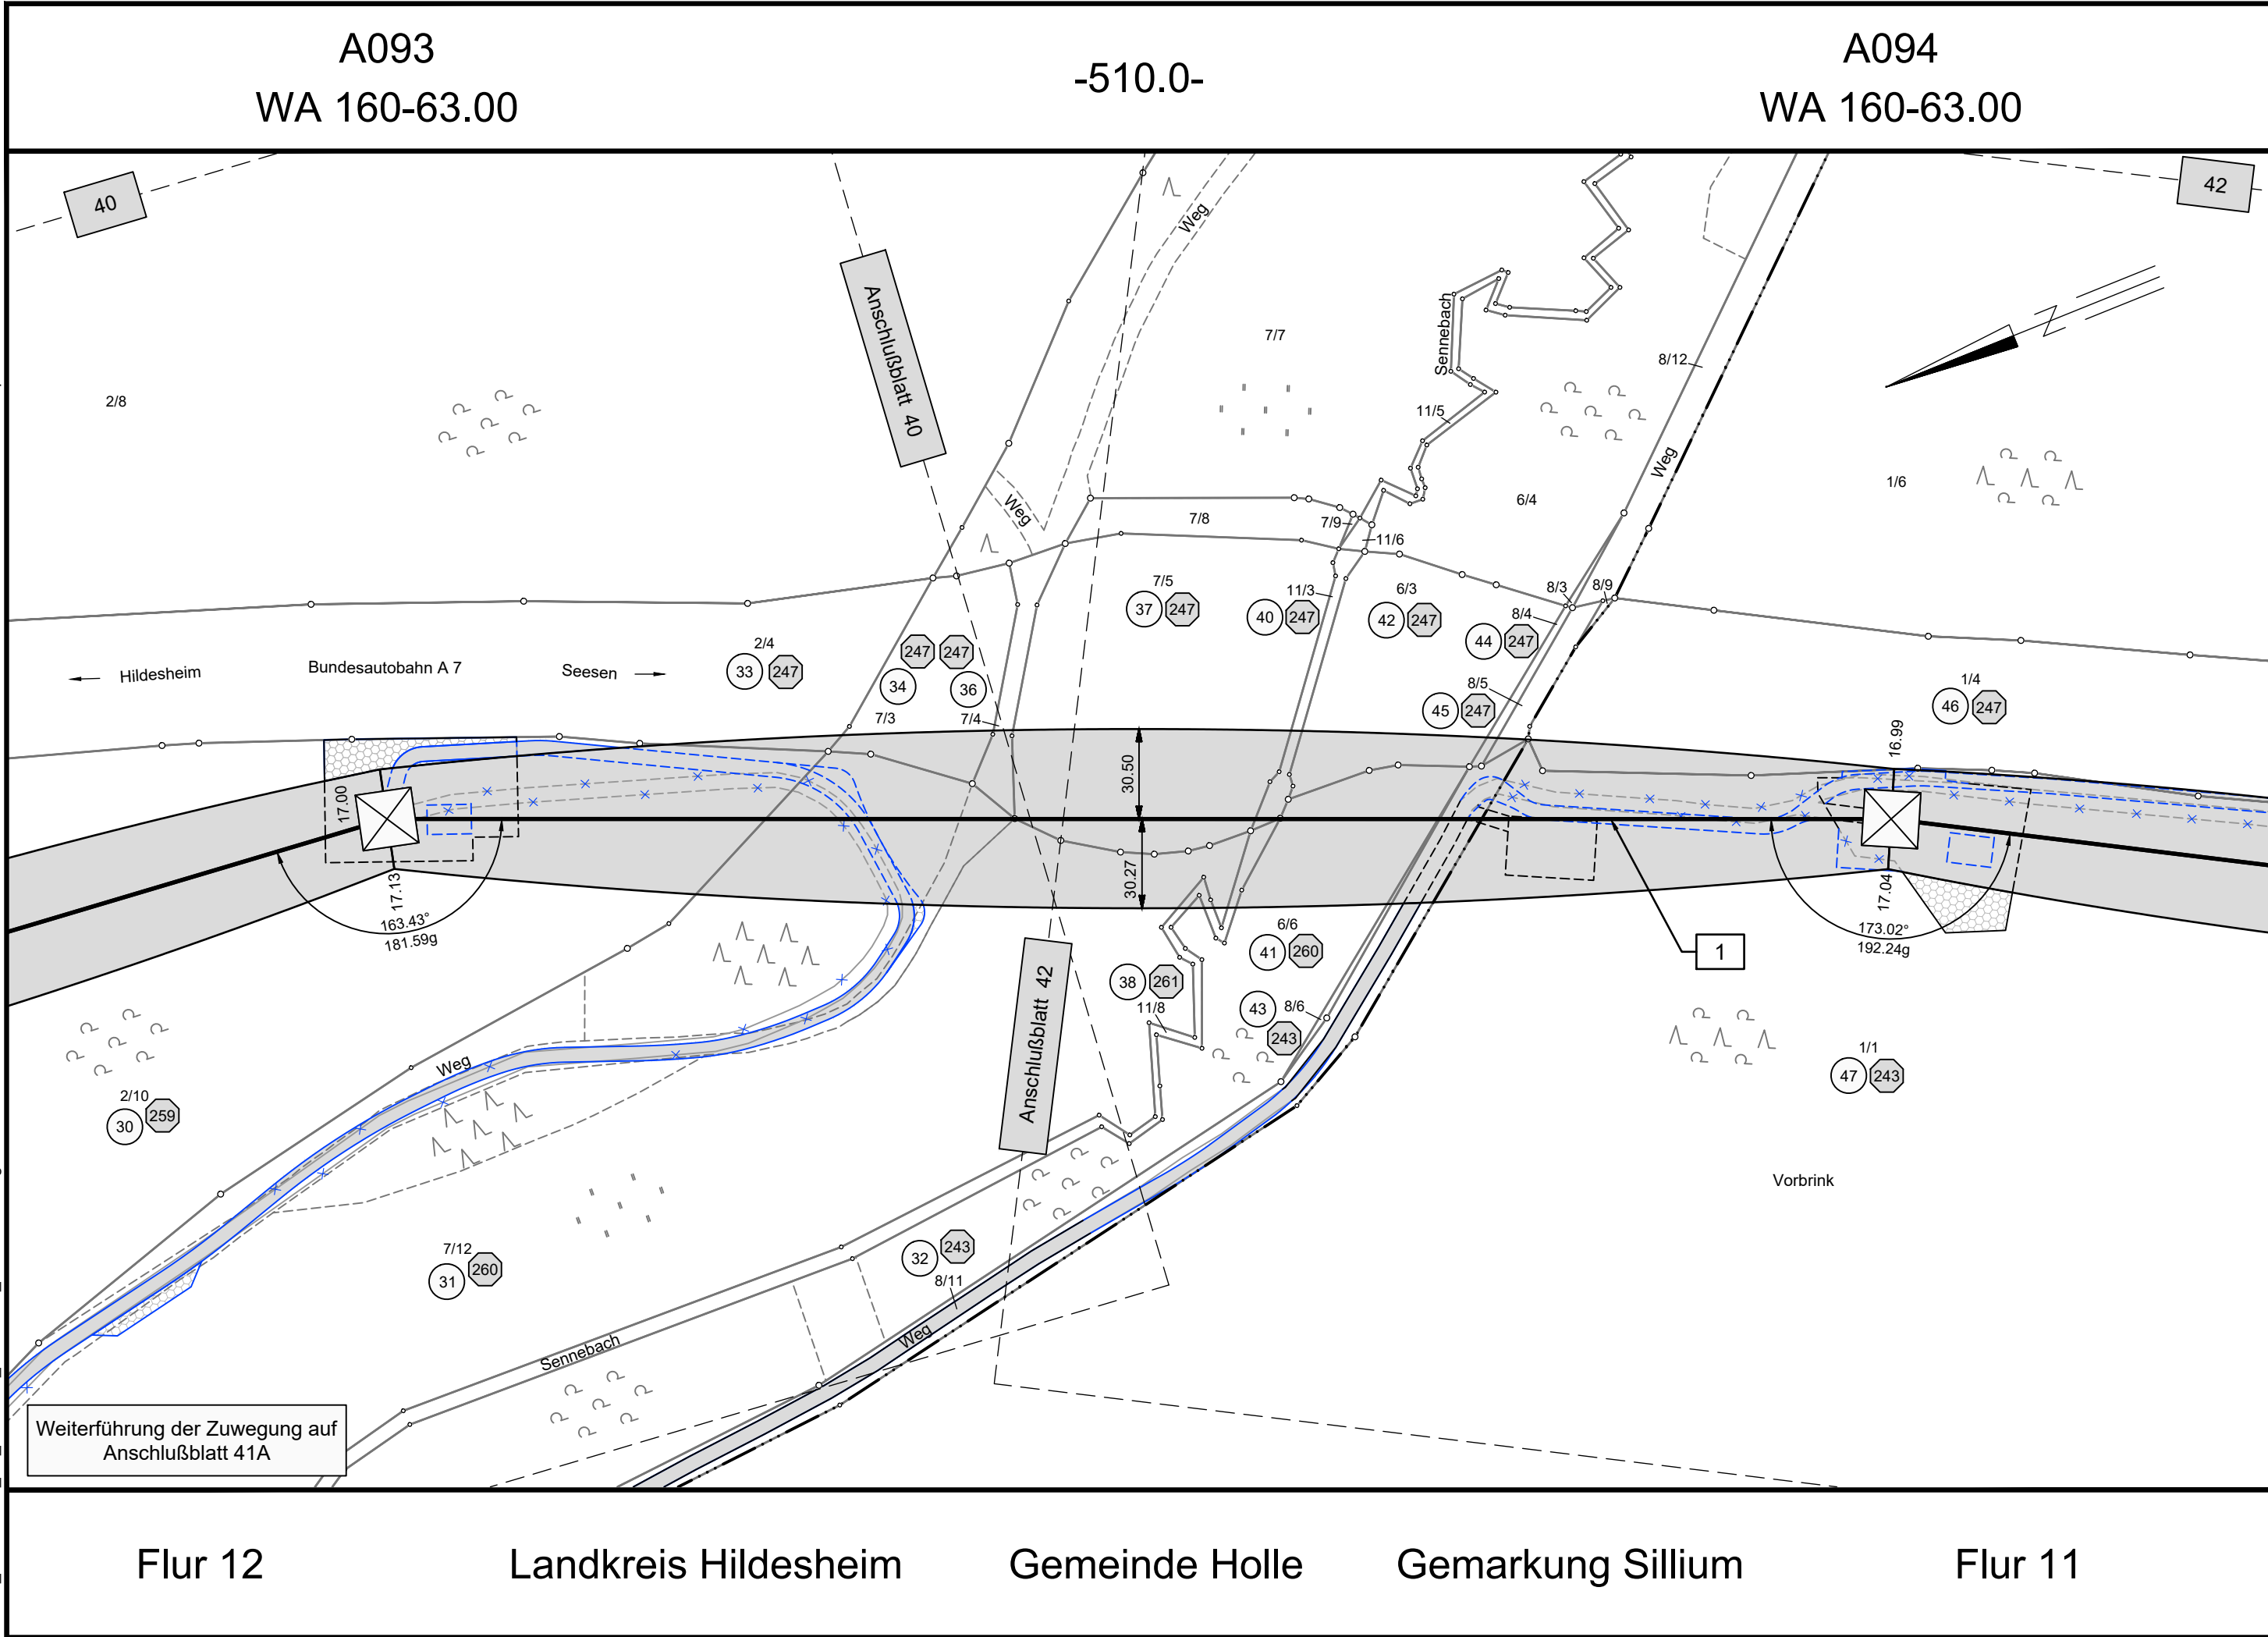 A093
WA 160-63.00
-510.0-
A094
WA 160-63.00
40
42
Anschlußblatt 40
Weg
Sennebach
7/7
8/12
11/5
2/8
Weg
1/6
6/4
Weg
7/8
7/9
11/6
7/5
37 247
11/3
40 247
6/3
42 247
8/3
8/9
8/4
44 247
Hildesheim
Bundesautobahn A 7
Seesen
2/4
33 247
247 247
34
36
7/3
7/4
8/5
45 247
1/4
46 247
30.50
16.99
17.00
17.13
163.43°
181.59g
30.27
17.04
173.02°
192.24g
1
6/6
41 260
38 261
11/8
43
8/6
243
Anschlußblatt 42
Weg
2/10
30 259
1/1
47 243
Vorbrink
7/12
31 260
32 243
8/11
Weg
Sennebach
Weiterführung der Zuwegung auf
Anschlußblatt 41A
Flur 12
Landkreis Hildesheim
Gemeinde Holle
Gemarkung Sillium
Flur 11